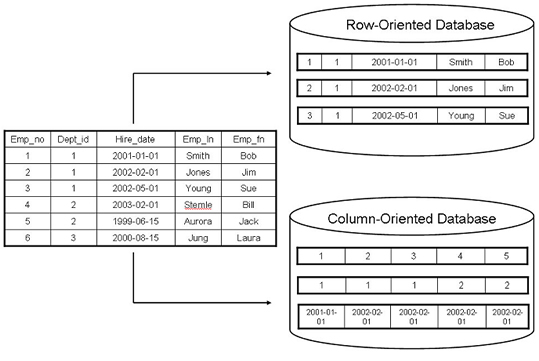 Row-Oriented Database
1 1 2001-01-01 Smith Bob
2 1 2002-02-01 Jones Jim
3 1 2002-05-01 Young Sue
Emp_no Dept_id Hire_date Emp_ln Emp_fn
1 1 2001-01-01 Smith Bob
2 1 2002-02-01 Jones Jim
3 1 2002-05-01 Young Sue
4 2 2003-02-01 Stemle Bill
5 2 1999-06-15 Aurora Jack
6 3 2000-08-15 Jung Laura
Column-Oriented Database
1 2 3 4 5
1 1 1 2 2
2001-01- 2002-02- 2002-02- 2002-02- 2002-02-
01 01 01 01 01